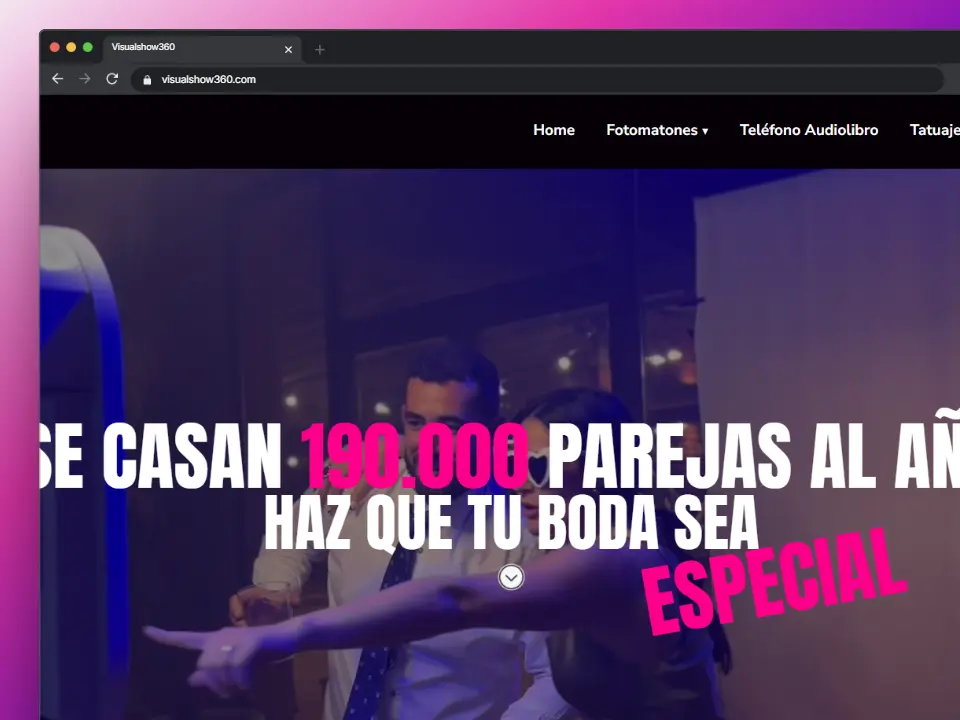 Visualshow360
visualshow360.com
Home Fotomatones ▾ Teléfono Audiolibro Tatuaje
SE CASAN 190.000 PAREJAS AL AÑ
HAZ QUE TU BODA SEA
ESPECIAL